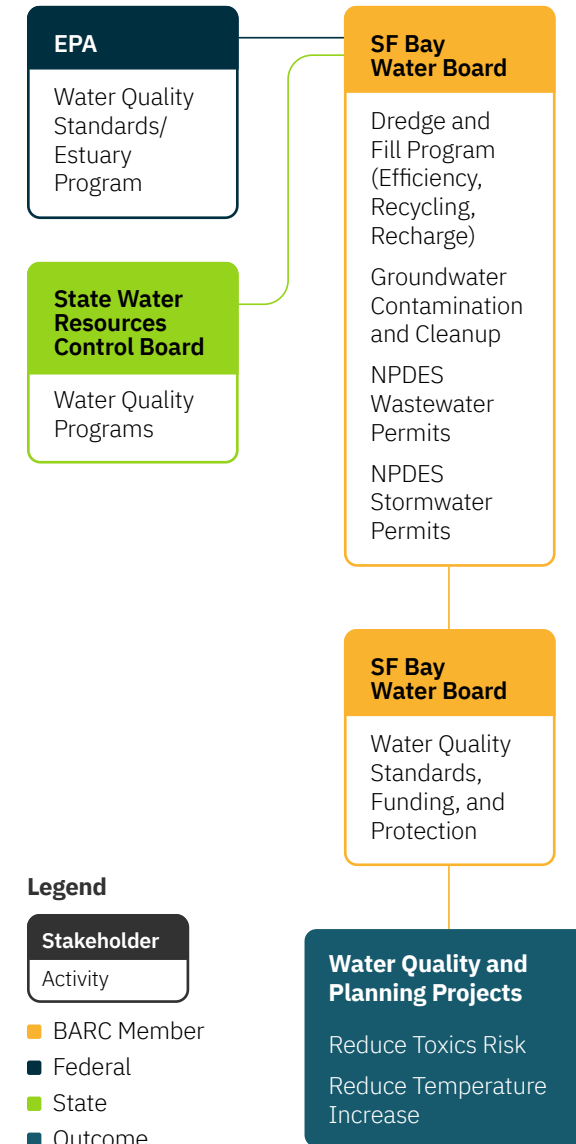 EPA
Water Quality
Standards/
Estuary
Program
State Water
Resources
Control Board
Water Quality
Programs
SF Bay
Water Board
Dredge and
Fill Program
(Efficiency,
Recycling,
Recharge)
Groundwater
Contamination
and Cleanup
NPDES
Wastewater
Permits
NPDES
Stormwater
Permits
SF Bay
Water Board
Water Quality
Standards,
Funding, and
Protection
Water Quality and
Planning Projects
Reduce Toxics Risk
Reduce Temperature
Increase
Legend
Stakeholder
Activity
BARC Member
Federal
State
Outcome